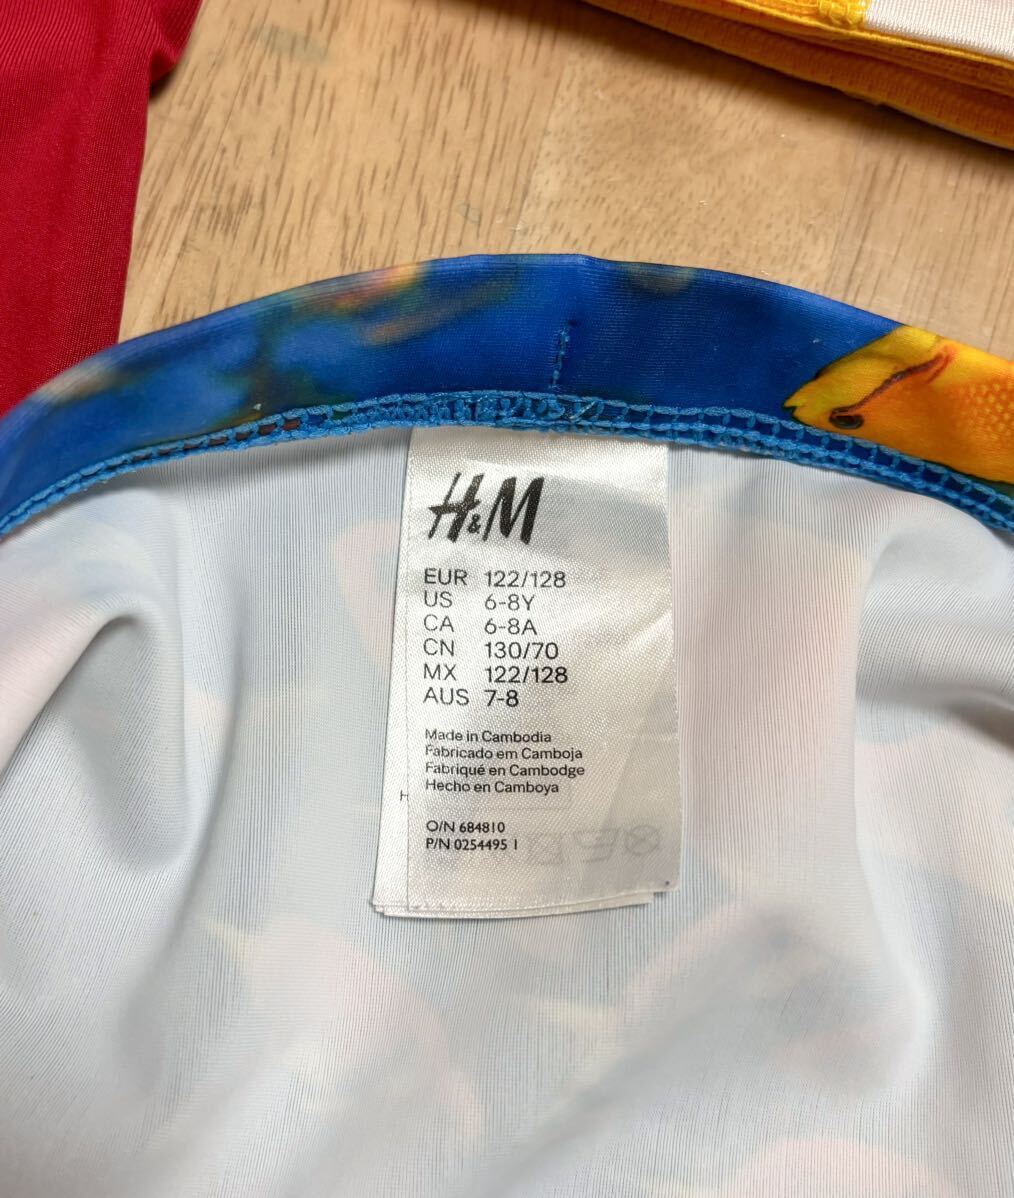 H&M
EUR 122/128
US 6-8Y
CA 6-8A
CN 130/70
MX 122/128
AUS 7-8
Made in Cambodia
Fabricado em Camboja
Fabriqué en Cambodge
Hecho en Camboya
O/N 684810
P/N 0254495 1
H